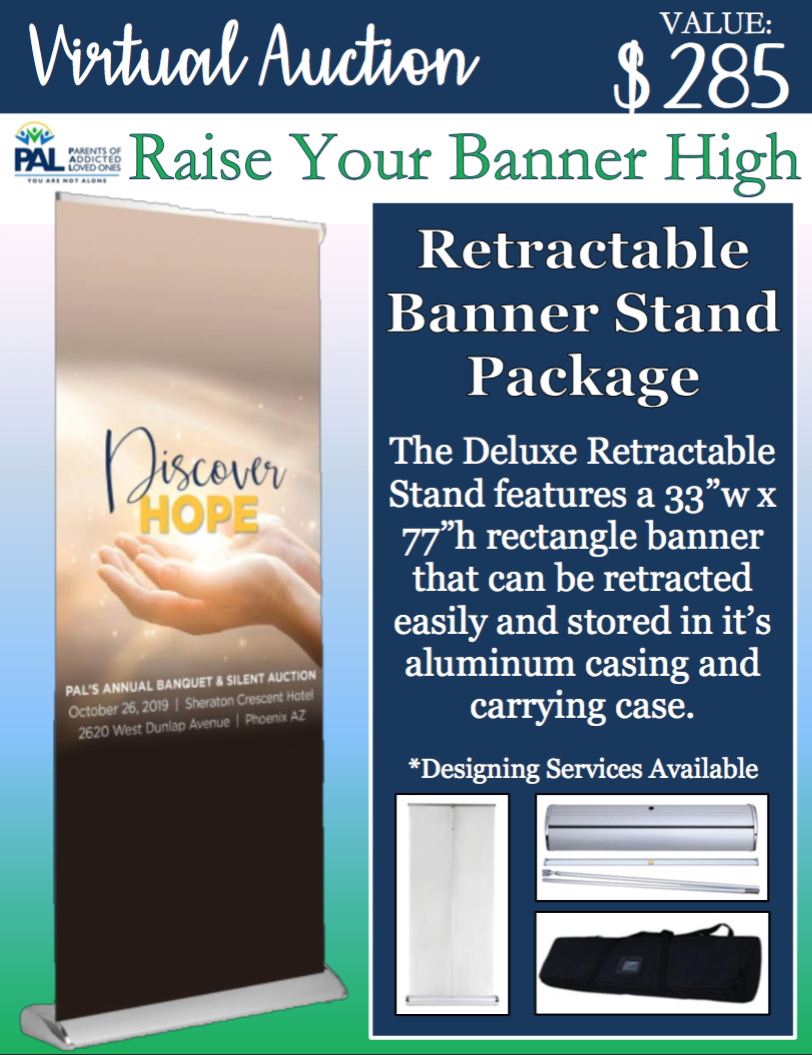 Virtual Auction
VALUE:
$285
PAL
PARENTS OF
ADDICTED
LOVED ONES
YOU ARE NOT ALONE
Raise Your Banner High
Retractable
Banner Stand
Package
The Deluxe Retractable
Stand features a 33”w x
77”h rectangle banner
that can be retracted
easily and stored in it’s
aluminum casing and
carrying case.
*Designing Services Available
Discover
HOPE
PAL'S ANNUAL BANQUET & SILENT AUCTION
October 26, 2019 | Sheraton Crescent Hotel
2620 West Dunlap Avenue | Phoenix AZ